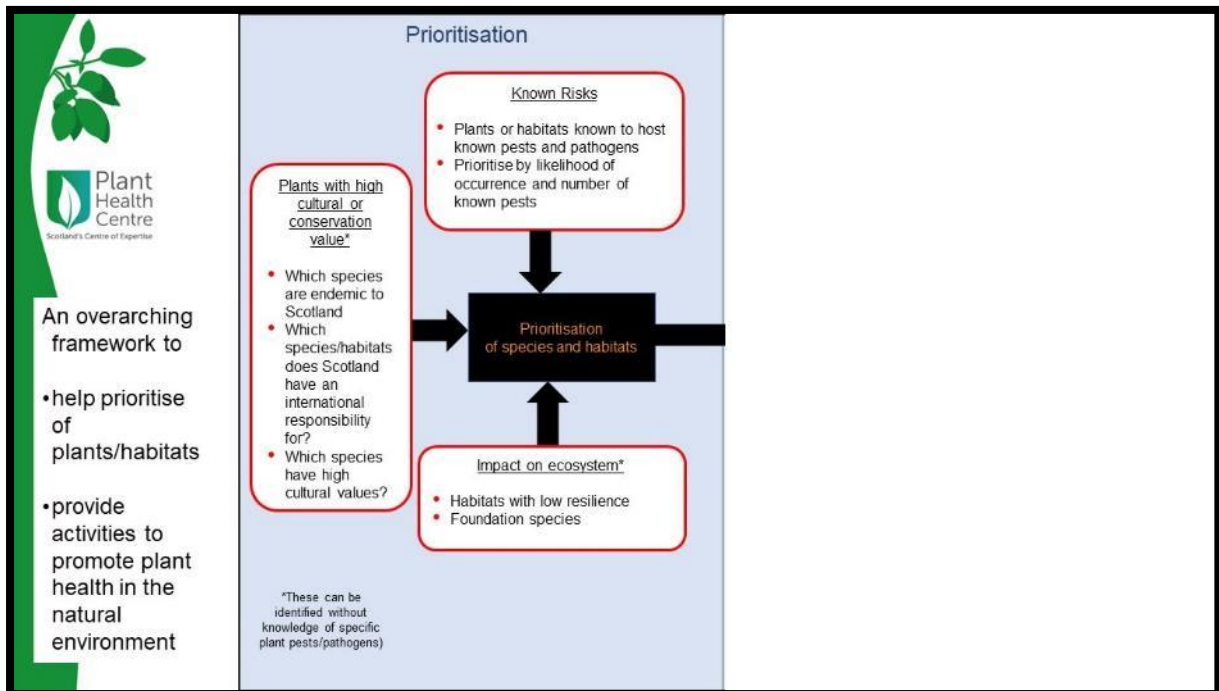 Plant
Health
Centre
Scotland's Centre of Expertise
An overarching
framework to
•help prioritise
of
plants/habitats
•provide
activities to
promote plant
health in the
natural
environment
Prioritisation
Known Risks
• Plants or habitats known to host
known pests and pathogens
• Prioritise by likelihood of
occurrence and number of
known pests
Plants with high
cultural or
conservation
value*
• Which species
are endemic to
Scotland
• Which
species/habitats
does Scotland
have an
international
responsibility
for?
• Which species
have high
cultural values?
Prioritisation
of species and habitats
Impact on ecosystem*
• Habitats with low resilience
• Foundation species
*These can be
identified without
knowledge of specific
plant pests/pathogens)